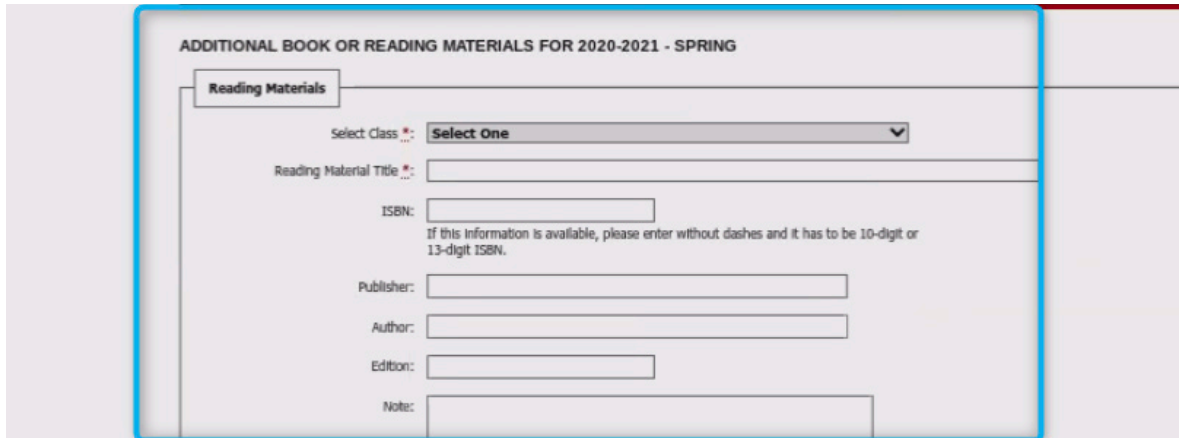 ADDITIONAL BOOK OR READING MATERIALS FOR 2020-2021 - SPRING
Reading Materials
Select Class *: Select One
Reading Material Title *:
ISBN:
If this information is available, please enter without dashes and it has to be 10-digit or
13-digit ISBN.
Publisher:
Author:
Edition:
Note: